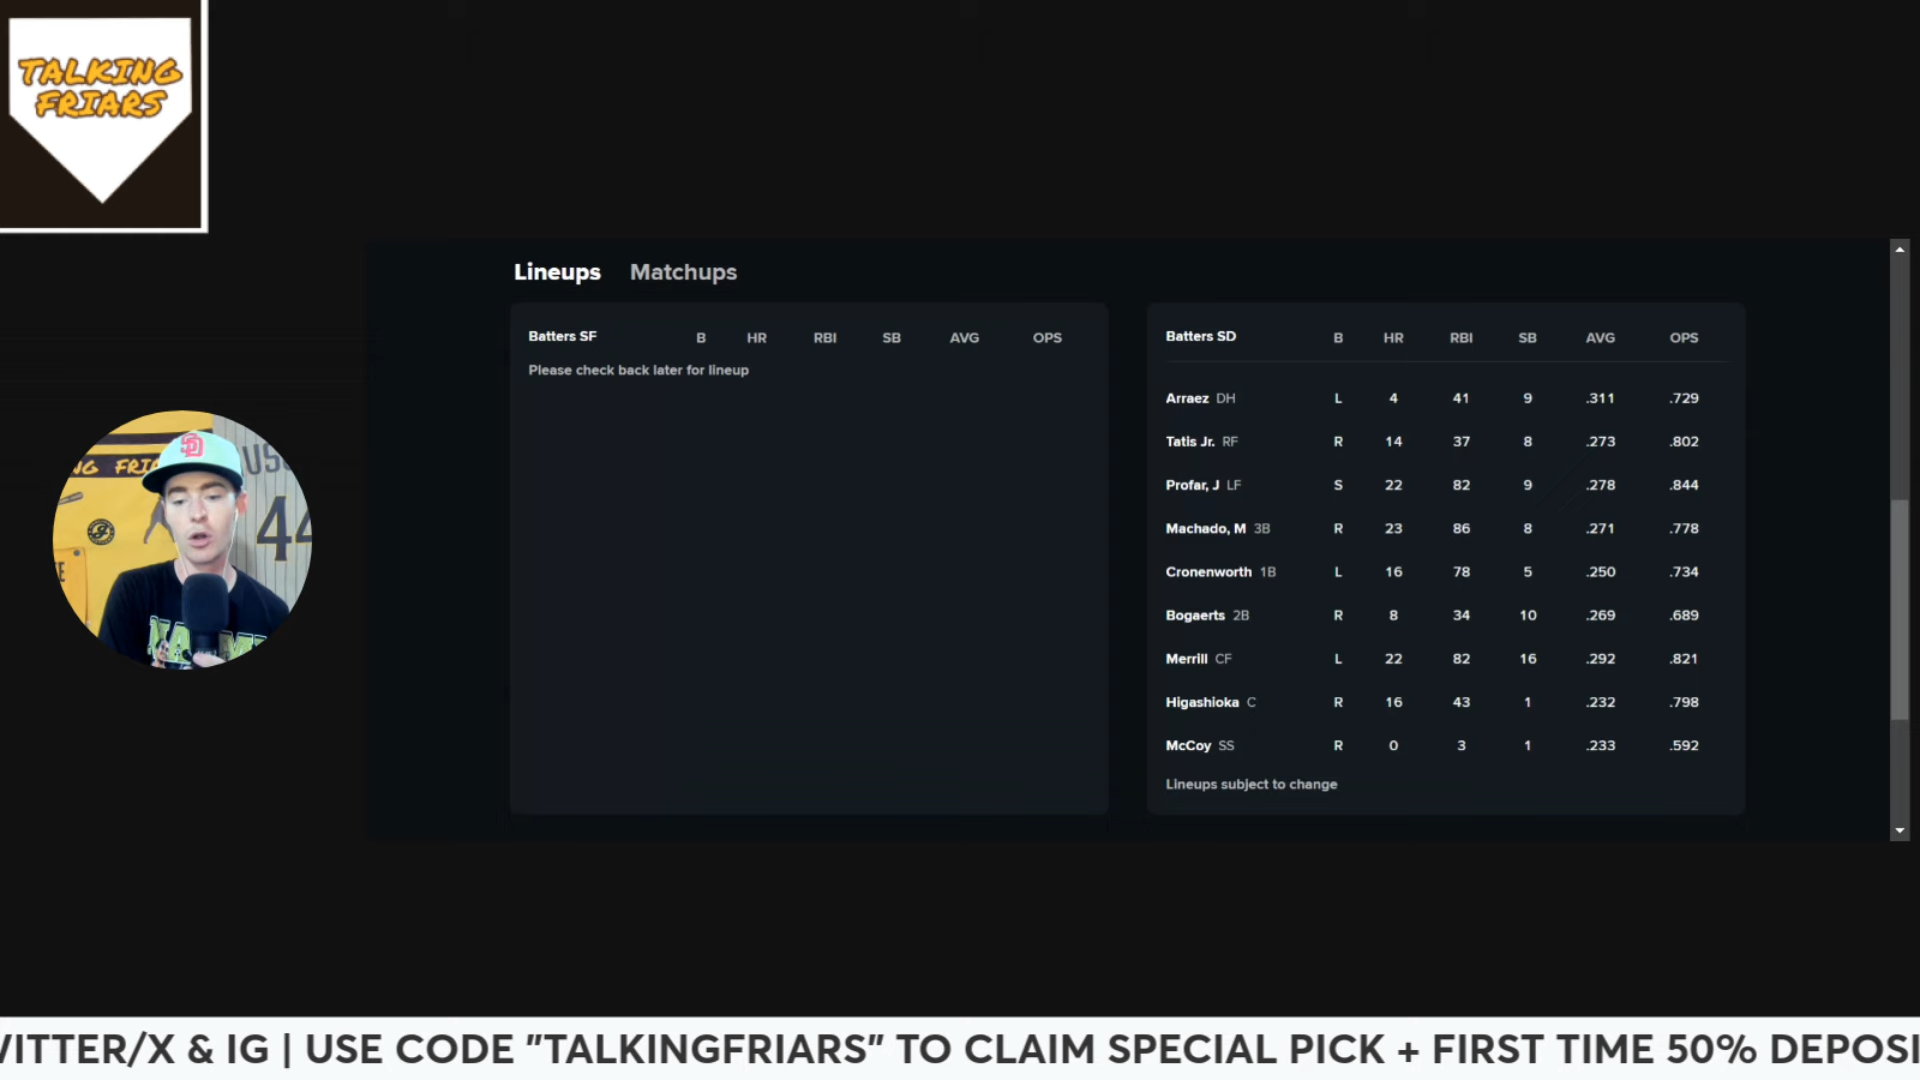 TALKING
FRIARS
Lineups Matchups
Batters SF B HR RBI SB AVG OPS
Please check back later for lineup
Batters SD B HR RBI SB AVG OPS
Arraez DH L 4 41 9 .311 .729
Tatis Jr. RF R 14 37 8 .273 .802
Profar, J LF S 22 82 9 .278 .844
Machado, M 3B R 23 86 8 .271 .778
Cronenworth 1B L 16 78 5 .250 .734
Bogaerts 2B R 8 34 10 .269 .689
Merrill CF L 22 82 16 .292 .821
Higashioka C R 16 43 1 .232 .798
McCoy SS R 0 3 1 .233 .592
Lineups subject to change
SD
NG FRIA
44
VITTER/X & IG | USE CODE "TALKINGFRIARS" TO CLAIM SPECIAL PICK + FIRST TIME 50% DEPOSI